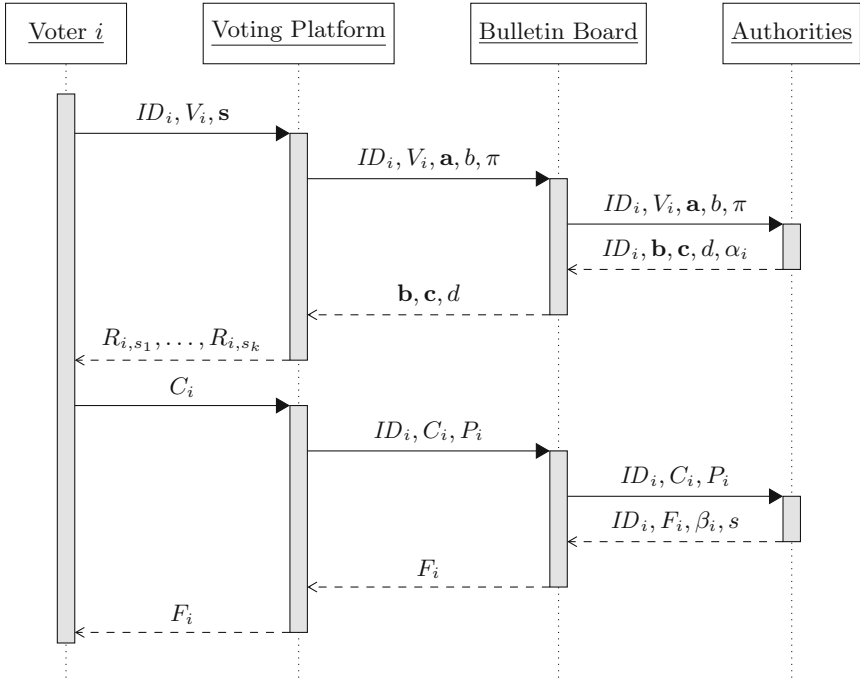 Voter i Voting Platform Bulletin Board Authorities
ID_i, V_i, s
ID_i, V_i, a, b, π
ID_i, V_i, a, b, π
ID_i, b, c, d, α_i
b, c, d
R_{i,s_1}, . . . , R_{i,s_k}
C_i
ID_i, C_i, P_i
ID_i, C_i, P_i
ID_i, F_i, β_i, s
F_i
F_i